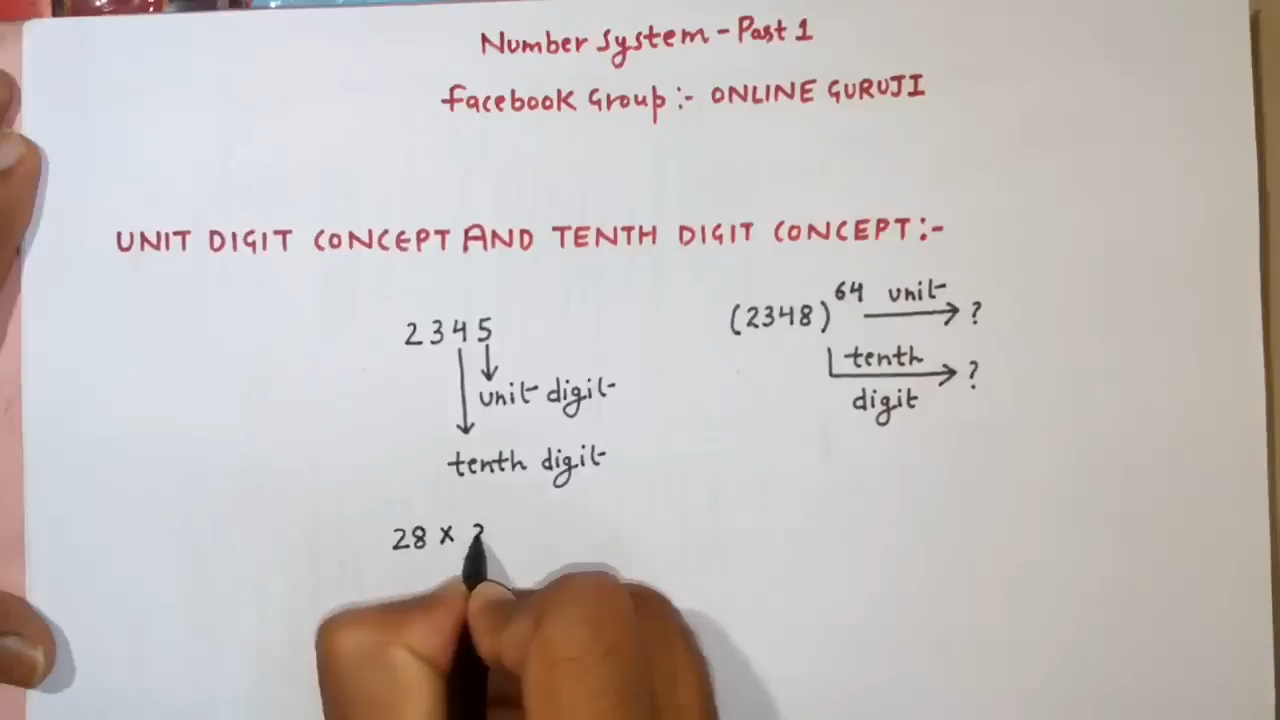 Number System - Part 1
Facebook Group :- ONLINE GURUJI
UNIT DIGIT CONCEPT AND TENTH DIGIT CONCEPT :-
2345
unit digit
tenth digit
(2348)^64 unit → ?
tenth → ?
digit
28 ×